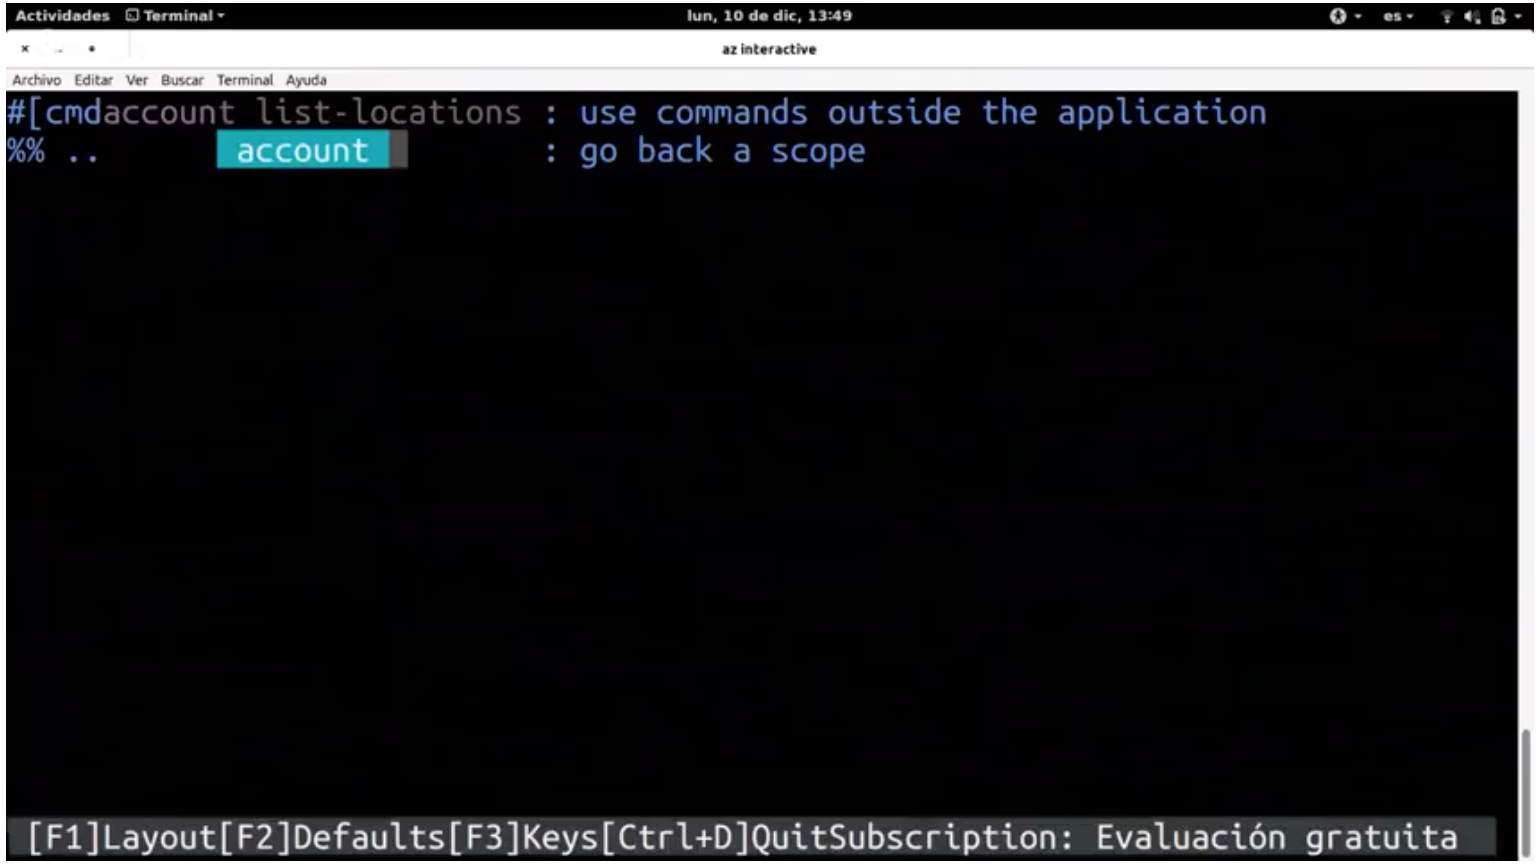 Actividades Terminal lun, 10 de dic, 13:49 es
az interactive
Archivo Editar Ver Buscar Terminal Ayuda
#[cmdaccount list-locations : use commands outside the application
%% .. account : go back a scope
[F1]Layout[F2]Defaults[F3]Keys[Ctrl+D]QuitSubscription: Evaluación gratuita